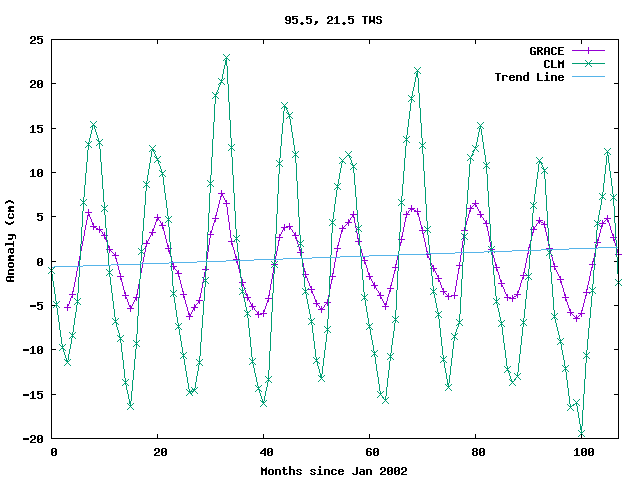 95.5, 21.5 TWS
GRACE
CLM
Trend Line
25
20
15
10
5
0
-5
-10
-15
-20
Anomaly (cm)
0 20 40 60 80 100
Months since Jan 2002